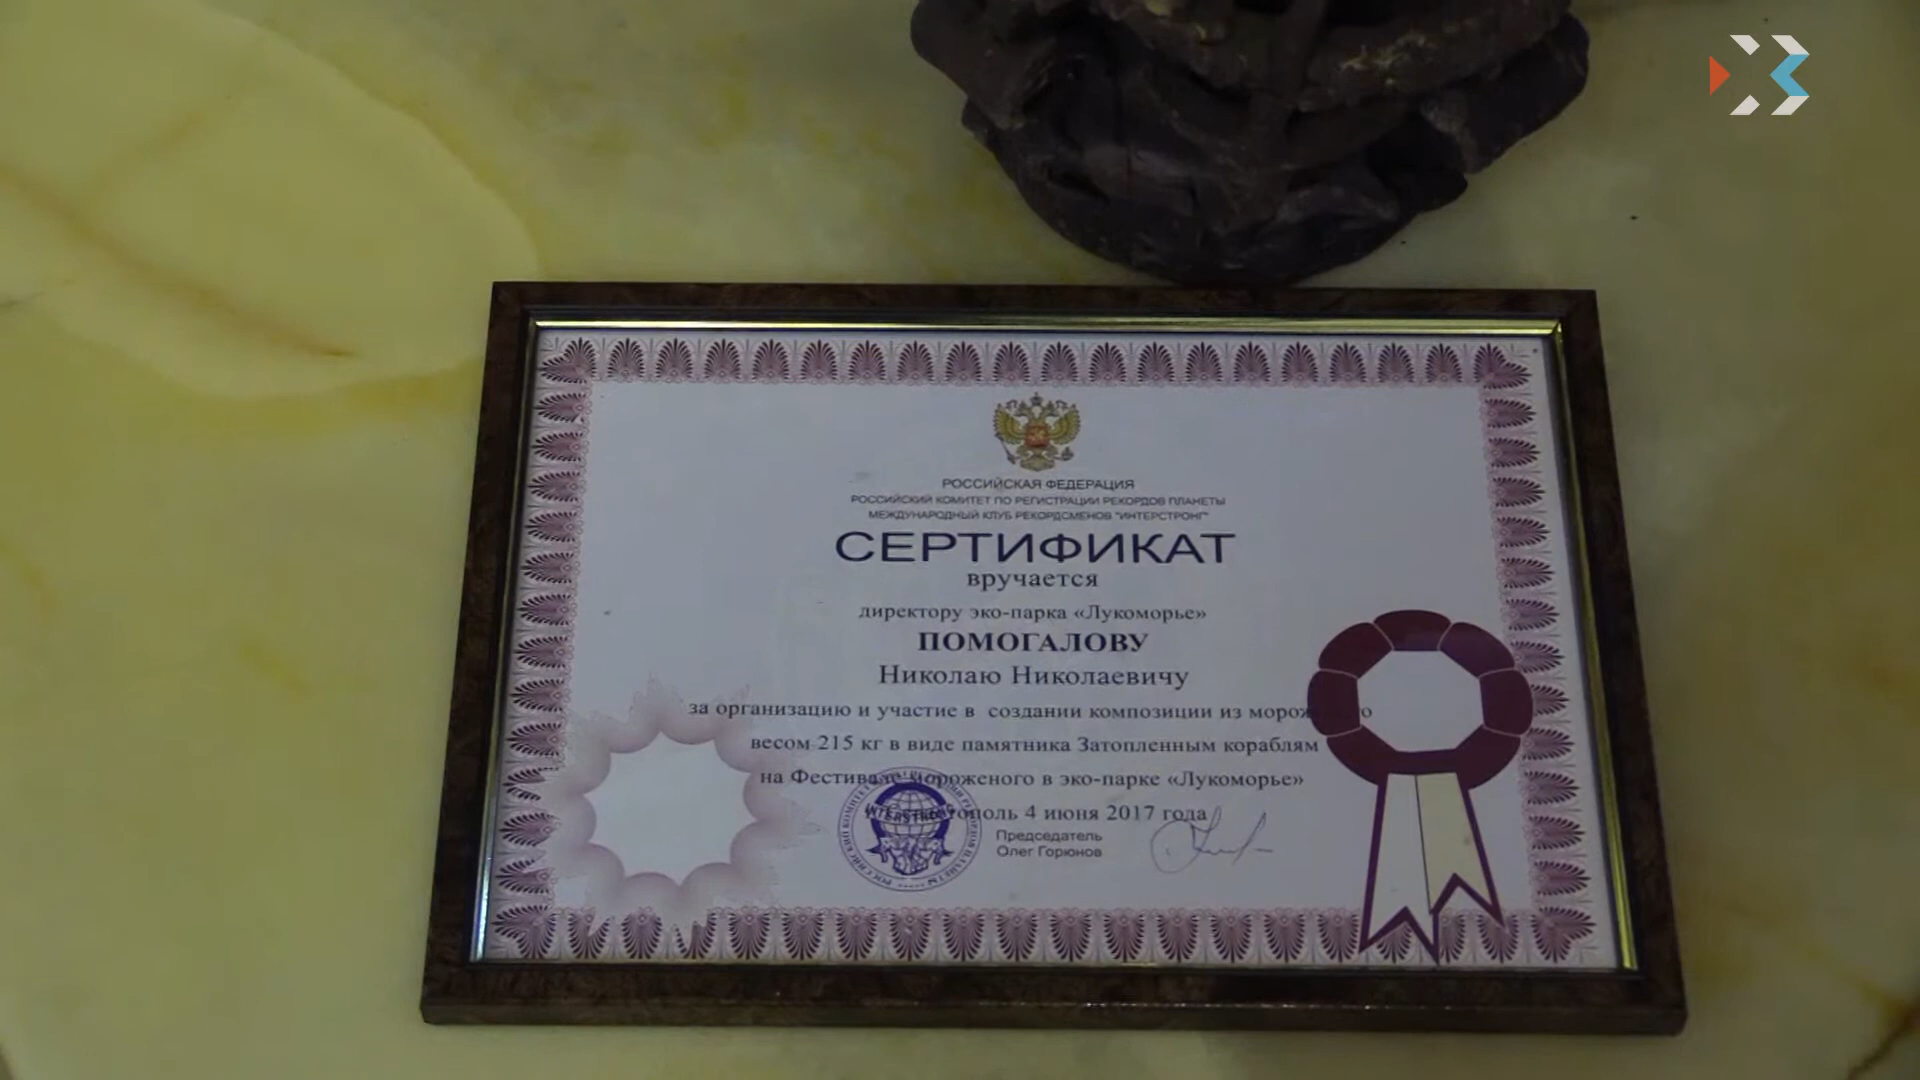 РОССИЙСКАЯ ФЕДЕРАЦИЯ
РОССИЙСКИЙ КОМИТЕТ ПО РЕГИСТРАЦИИ РЕКОРДОВ ПЛАНЕТЫ
МЕЖДУНАРОДНЫЙ КЛУБ РЕКОРДСМЕНОВ "ИНТЕРСТРОНГ"
СЕРТИФИКАТ
вручается
директору эко-парка «Лукоморье»
ПОМОГАЛОВУ
Николаю Николаевичу
за организацию и участие в создании композиции из
весом 215 кг в виде памятника Затопленным кораблям
на Фестивале мороженого в эко-парке «Лукоморье»
4 июня 2017 года
Председатель
Олег Горюнов
INTERSTRONG